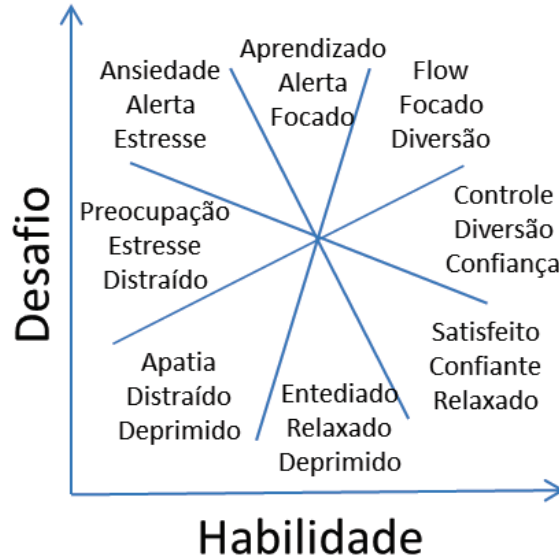 Ansiedade
Alerta
Estresse
Aprendizado
Alerta
Focado
Flow
Focado
Diversão
Preocupação
Estresse
Distraído
Controle
Diversão
Confiança
Apatia
Distraído
Deprimido
Entediado
Relaxado
Deprimido
Satisfeito
Confiante
Relaxado
Desafio
Habilidade